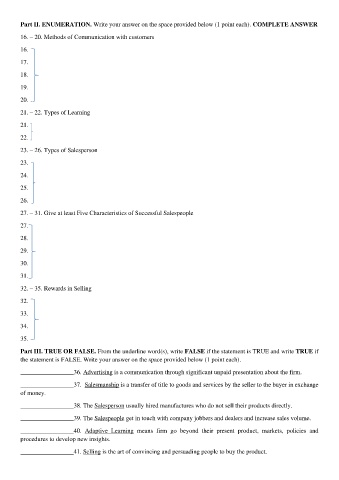 Part II. ENUMERATION. Write your answer on the space provided below (1 point each). COMPLETE ANSWER
16. – 20. Methods of Communication with customers
16.
17.
18.
19.
20.
21. – 22. Types of Learning
21.
22.
23. – 26. Types of Salesperson
23.
24.
25.
26.
27. – 31. Give at least Five Characteristics of Successful Salespeople
27.
28.
29.
30.
31.
32. – 35. Rewards in Selling
32.
33.
34.
35.
Part III. TRUE OR FALSE. From the underline word(s), write FALSE if the statement is TRUE and write TRUE if
the statement is FALSE. Write your answer on the space provided below (1 point each).
__________________36. Advertising is a communication through significant unpaid presentation about the firm.
__________________37. Salesmanship is a transfer of title to goods and services by the seller to the buyer in exchange
of money.
__________________38. The Salesperson usually hired manufactures who do not sell their products directly.
__________________39. The Salespeople get in touch with company jobbers and dealers and increase sales volume.
__________________40. Adaptive Learning means firm go beyond their present product, markets, policies and
procedures to develop new insights.
__________________41. Selling is the art of convincing and persuading people to buy the product.